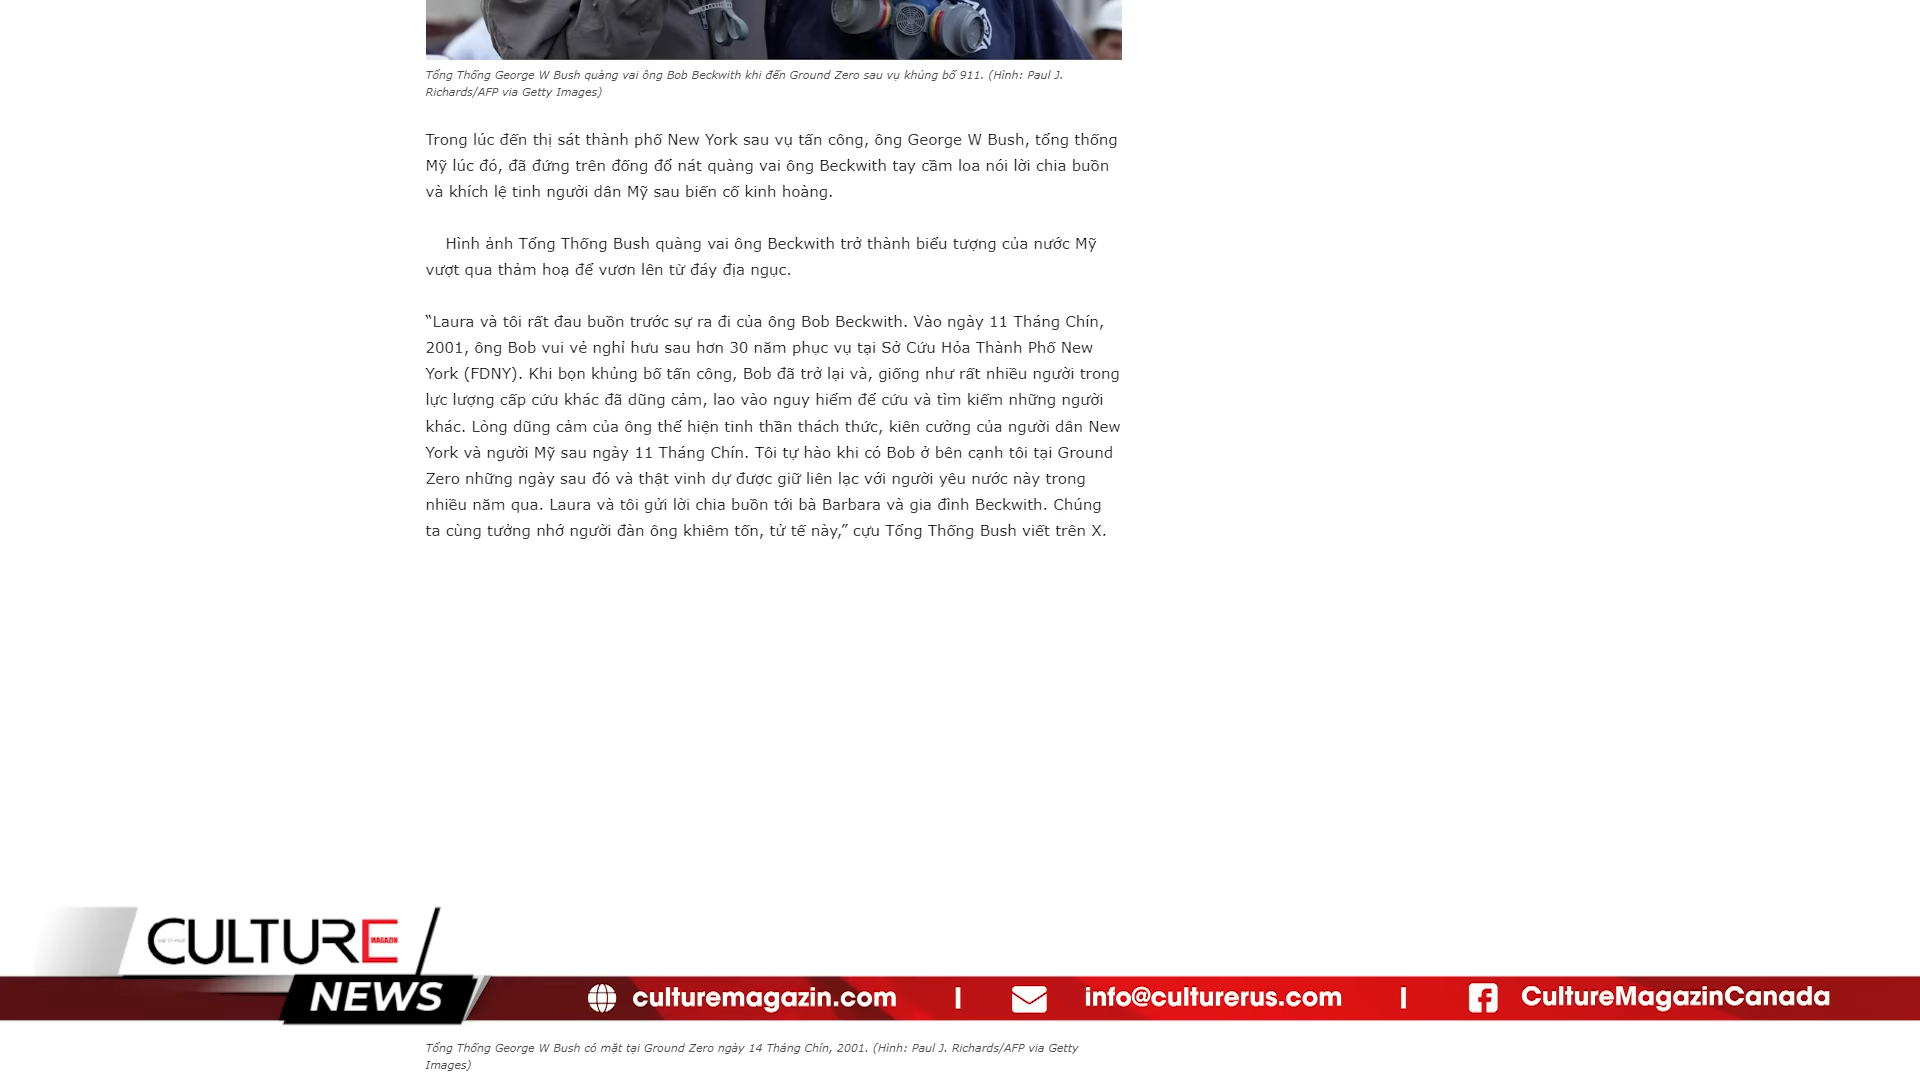 Tổng Thống George W Bush quàng vai ông Bob Beckwith khi đến Ground Zero sau vụ khủng bố 911. (Hình: Paul J.
Richards/AFP via Getty Images)
Trong lúc đến thị sát thành phố New York sau vụ tấn công, ông George W Bush, tổng thống
Mỹ lúc đó, đã đứng trên đống đổ nát quàng vai ông Beckwith tay cầm loa nói lời chia buồn
và khích lệ tinh người dân Mỹ sau biến cố kinh hoàng.
Hình ảnh Tổng Thống Bush quàng vai ông Beckwith trở thành biểu tượng của nước Mỹ
vượt qua thảm hoạ để vươn lên từ đáy địa ngục.
“Laura và tôi rất đau buồn trước sự ra đi của ông Bob Beckwith. Vào ngày 11 Tháng Chín,
2001, ông Bob vui vẻ nghỉ hưu sau hơn 30 năm phục vụ tại Sở Cứu Hỏa Thành Phố New
York (FDNY). Khi bọn khủng bố tấn công, Bob đã trở lại và, giống như rất nhiều người trong
lực lượng cấp cứu khác đã dũng cảm, lao vào nguy hiểm để cứu và tìm kiếm những người
khác. Lòng dũng cảm của ông thể hiện tinh thần thách thức, kiên cường của người dân New
York và người Mỹ sau ngày 11 Tháng Chín. Tôi tự hào khi có Bob ở bên cạnh tôi tại Ground
Zero những ngày sau đó và thật vinh dự được giữ liên lạc với người yêu nước này trong
nhiều năm qua. Laura và tôi gửi lời chia buồn tới bà Barbara và gia đình Beckwith. Chúng
ta cùng tưởng nhớ người đàn ông khiêm tốn, tử tế này,” cựu Tổng Thống Bush viết trên X.
CULTURE
MAGAZIN
NEWS
culturemagazin.com | info@culturerus.com | CultureMagazinCanada
Tổng Thống George W Bush có mặt tại Ground Zero ngày 14 Tháng Chín, 2001. (Hình: Paul J. Richards/AFP via Getty
Images)